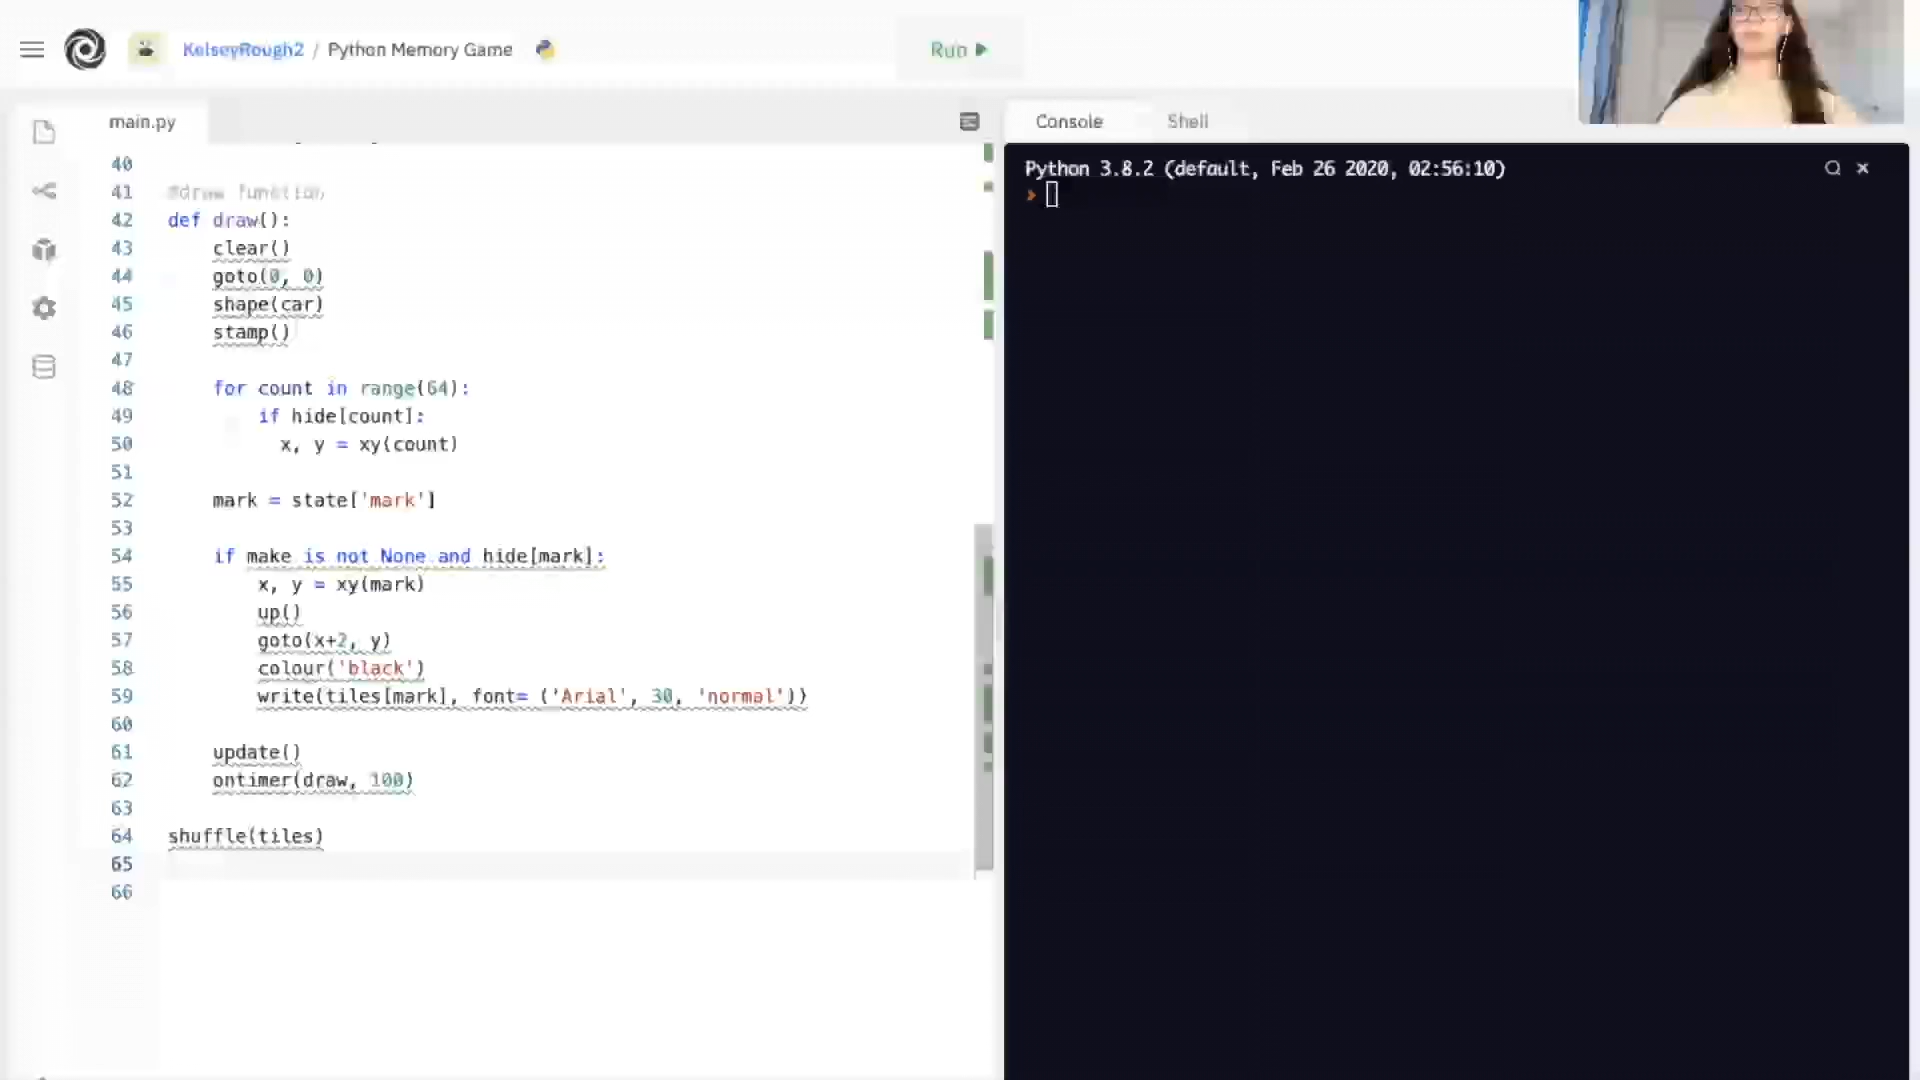 KelseyRough2 / Python Memory Game
Run
main.py
Console
Shell
Python 3.8.2 (default, Feb 26 2020, 02:56:10)
40
41 #draw function
42 def draw():
43 clear()
44 goto(0, 0)
45 shape(car)
46 stamp()
47
48 for count in range(64):
49 if hide[count]:
50 x, y = xy(count)
51
52 mark = state['mark']
53
54 if make is not None and hide[mark]:
55 x, y = xy(mark)
56 up()
57 goto(x+2, y)
58 colour('black')
59 write(tiles[mark], font= ('Arial', 30, 'normal'))
60
61 update()
62 ontimer(draw, 100)
63
64 shuffle(tiles)
65
66